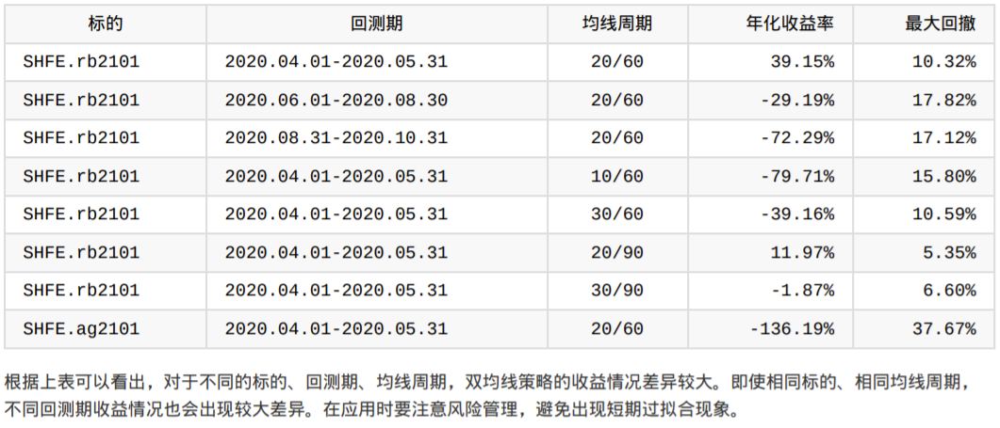 标的 回测期 均线周期 年化收益率 最大回撤
SHFE.rb2101 2020.04.01-2020.05.31 20/60 39.15% 10.32%
SHFE.rb2101 2020.06.01-2020.08.30 20/60 -29.19% 17.82%
SHFE.rb2101 2020.08.31-2020.10.31 20/60 -72.29% 17.12%
SHFE.rb2101 2020.04.01-2020.05.31 10/60 -79.71% 15.80%
SHFE.rb2101 2020.04.01-2020.05.31 30/60 -39.16% 10.59%
SHFE.rb2101 2020.04.01-2020.05.31 20/90 11.97% 5.35%
SHFE.rb2101 2020.04.01-2020.05.31 30/90 -1.87% 6.60%
SHFE.ag2101 2020.04.01-2020.05.31 20/60 -136.19% 37.67%
根据上表可以看出，对于不同的标的、回测期、均线周期，双均线策略的收益情况差异较大。即使相同标的、相同均线周期，
不同回测期收益情况也会出现较大差异。在应用时要注意风险管理，避免出现短期过拟合现象。